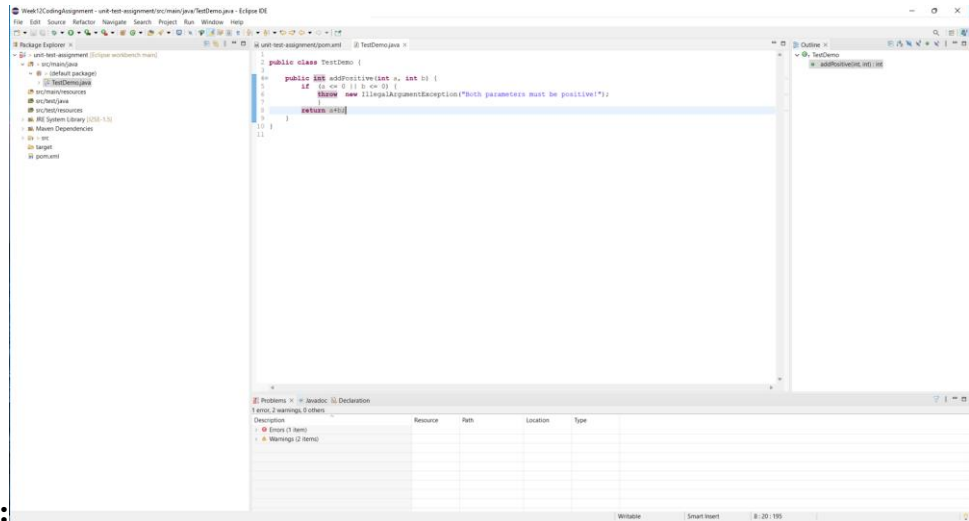 Week12CodingAssignment - unit-test-assignment/src/main/java/TestDemo.java - Eclipse IDE
File Edit Source Refactor Navigate Search Project Run Window Help
Package Explorer
unit-test-assignment [Eclipse workbench main]
src/main/java
(default package)
TestDemo.java
src/main/resources
src/test/java
src/test/resources
JRE System Library [J2SE-1.5]
Maven Dependencies
src
target
pom.xml
unit-test-assignment/pom.xml
TestDemo.java
1
2 public class TestDemo {
3
4 public int addPositive(int a, int b) {
5 if (a <= 0 || b <= 0) {
6 throw new IllegalArgumentException("Both parameters must be positive!");
7 }
8 return a+b;
9 }
10 }
11
Outline
TestDemo
addPositive(int, int) : int
Problems Javadoc Declaration
1 error, 2 warnings, 0 others
Description Resource Path Location Type
Errors (1 item)
Warnings (2 items)
Writable Smart Insert 8 : 20 : 195
: